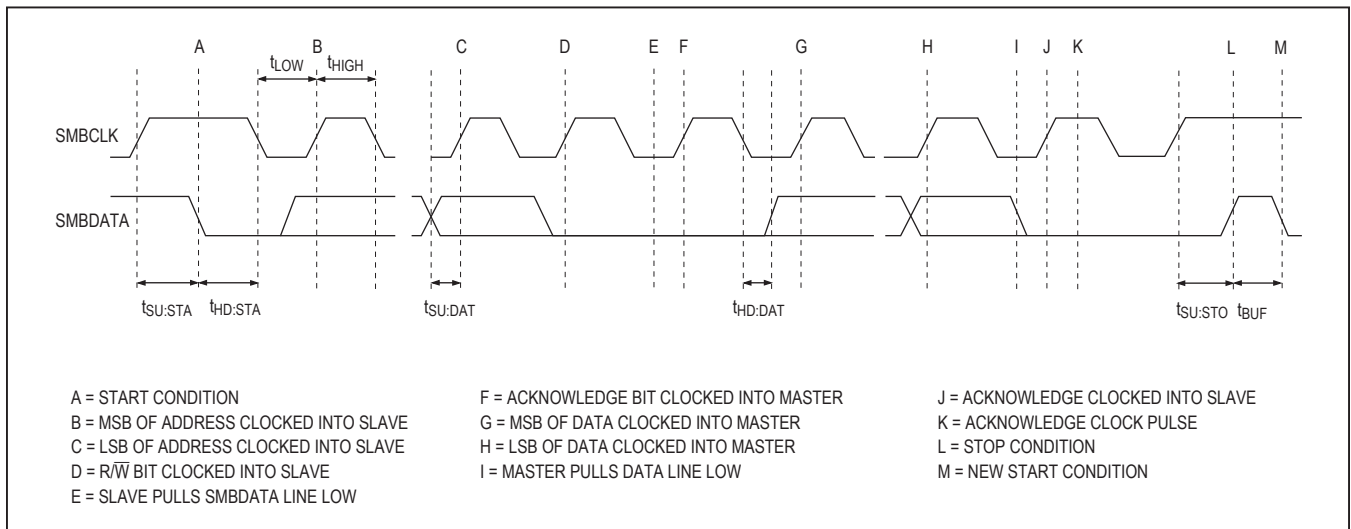 A B C D E F G H I J K L M
tLOW tHIGH
SMBCLK
SMBDATA
tSU:STA tHD:STA tSU:DAT tHD:DAT tSU:STO tBUF
A = START CONDITION
B = MSB OF ADDRESS CLOCKED INTO SLAVE
C = LSB OF ADDRESS CLOCKED INTO SLAVE
D = R/W̅ BIT CLOCKED INTO SLAVE
E = SLAVE PULLS SMBDATA LINE LOW
F = ACKNOWLEDGE BIT CLOCKED INTO MASTER
G = MSB OF DATA CLOCKED INTO MASTER
H = LSB OF DATA CLOCKED INTO MASTER
I = MASTER PULLS DATA LINE LOW
J = ACKNOWLEDGE CLOCKED INTO SLAVE
K = ACKNOWLEDGE CLOCK PULSE
L = STOP CONDITION
M = NEW START CONDITION